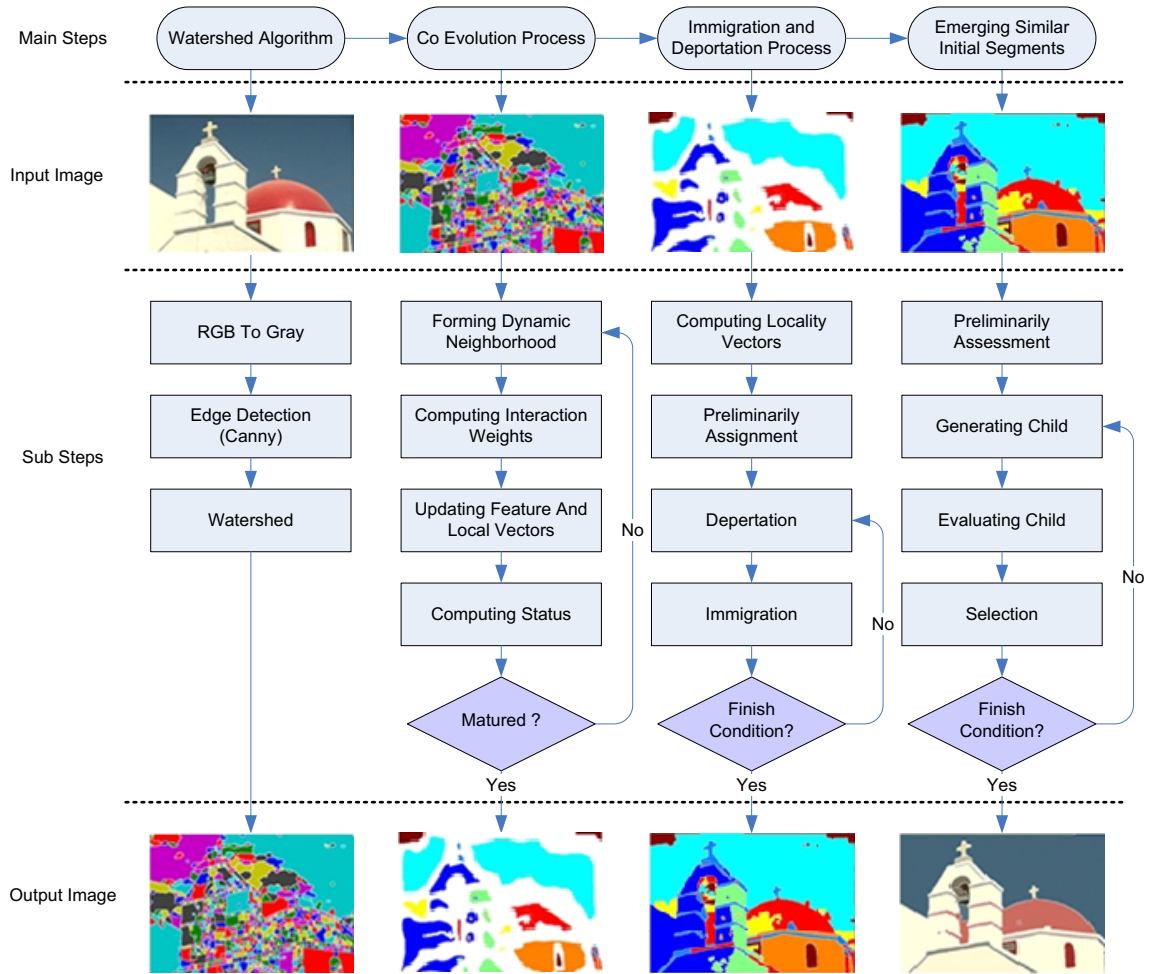 Main Steps
Watershed Algorithm
Co Evolution Process
Immigration and
Deportation Process
Emerging Similar
Initial Segments
Input Image
Sub Steps
RGB To Gray
Edge Detection
(Canny)
Watershed
Forming Dynamic
Neighborhood
Computing Interaction
Weights
Updating Feature And
Local Vectors
Computing Status
Matured ?
No
Yes
Computing Locality
Vectors
Preliminarily
Assignment
Depertation
Immigration
Finish
Condition?
No
Yes
Preliminarily
Assessment
Generating Child
Evaluating Child
Selection
Finish
Condition?
No
Yes
Output Image